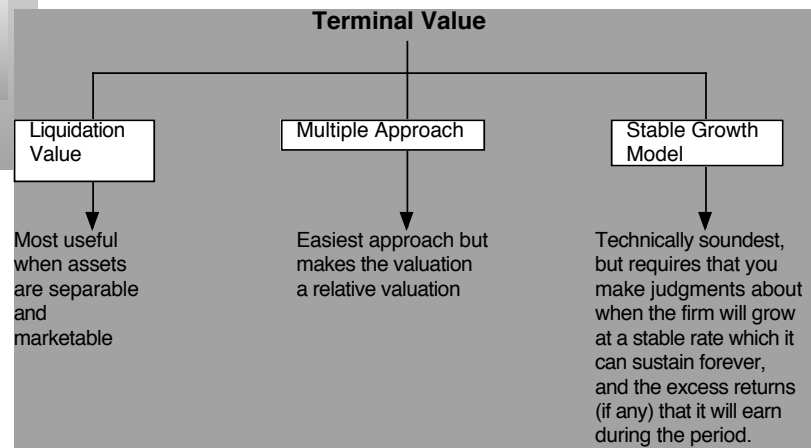 Terminal Value
Liquidation
Value
Multiple Approach
Stable Growth
Model
Most useful
when assets
are separable
and
marketable
Easiest approach but
makes the valuation
a relative valuation
Technically soundest,
but requires that you
make judgments about
when the firm will grow
at a stable rate which it
can sustain forever,
and the excess returns
(if any) that it will earn
during the period.